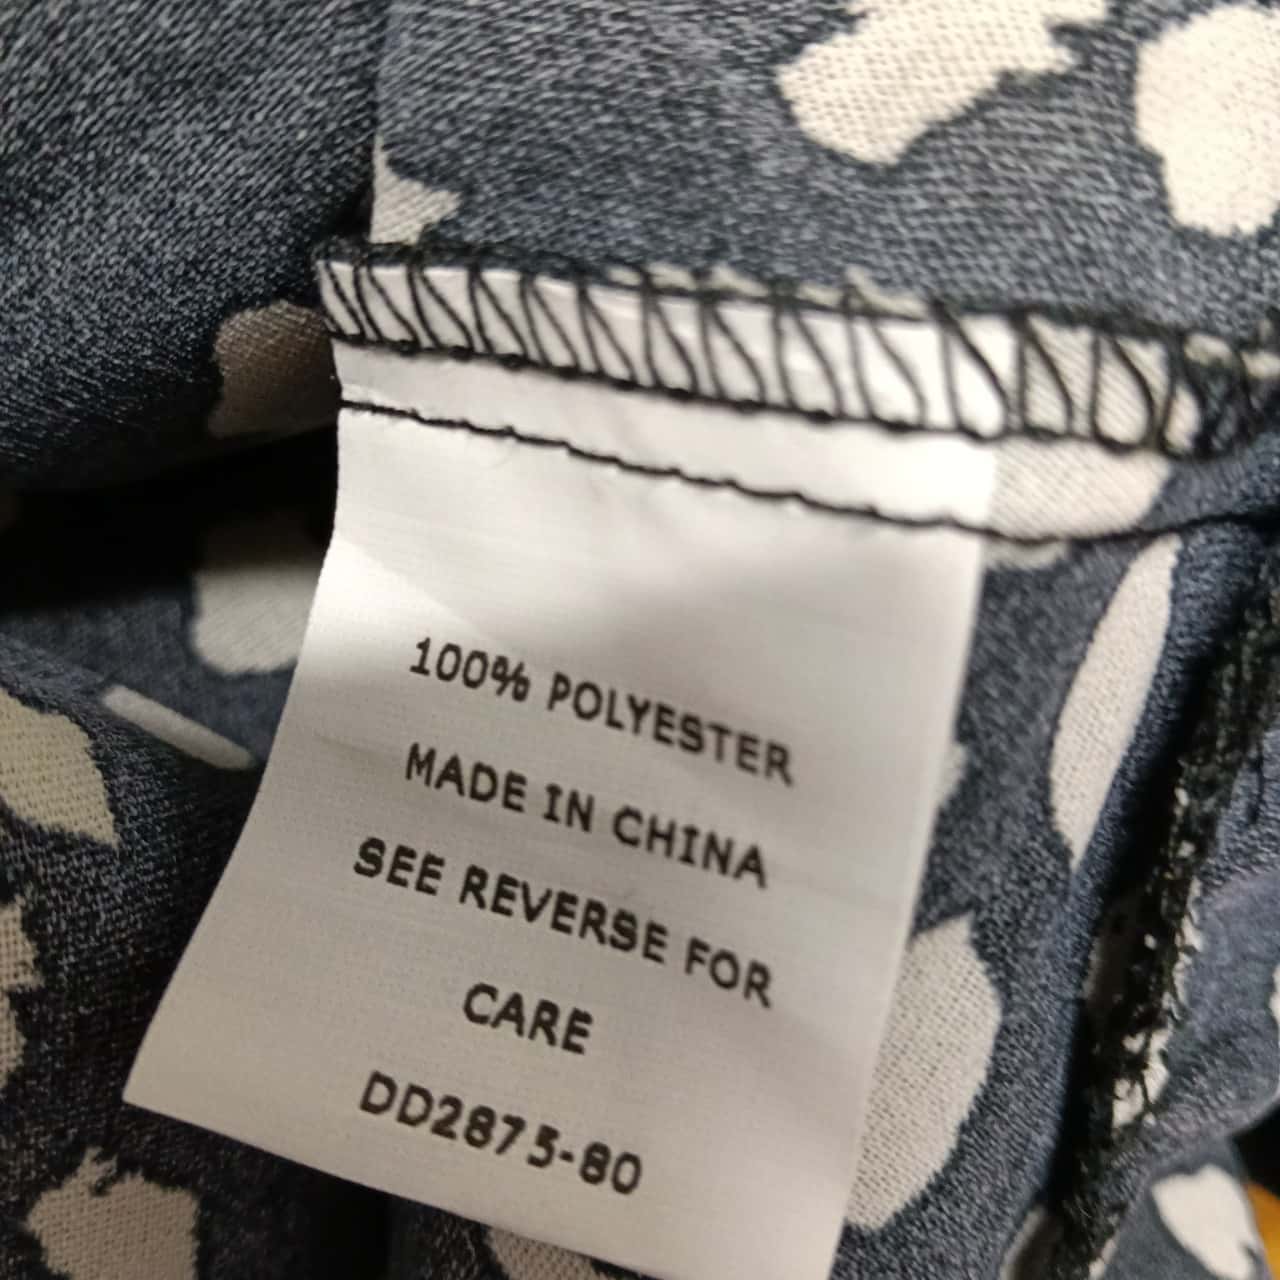 100% POLYESTER
MADE IN CHINA
SEE REVERSE FOR
CARE
DD2875-80